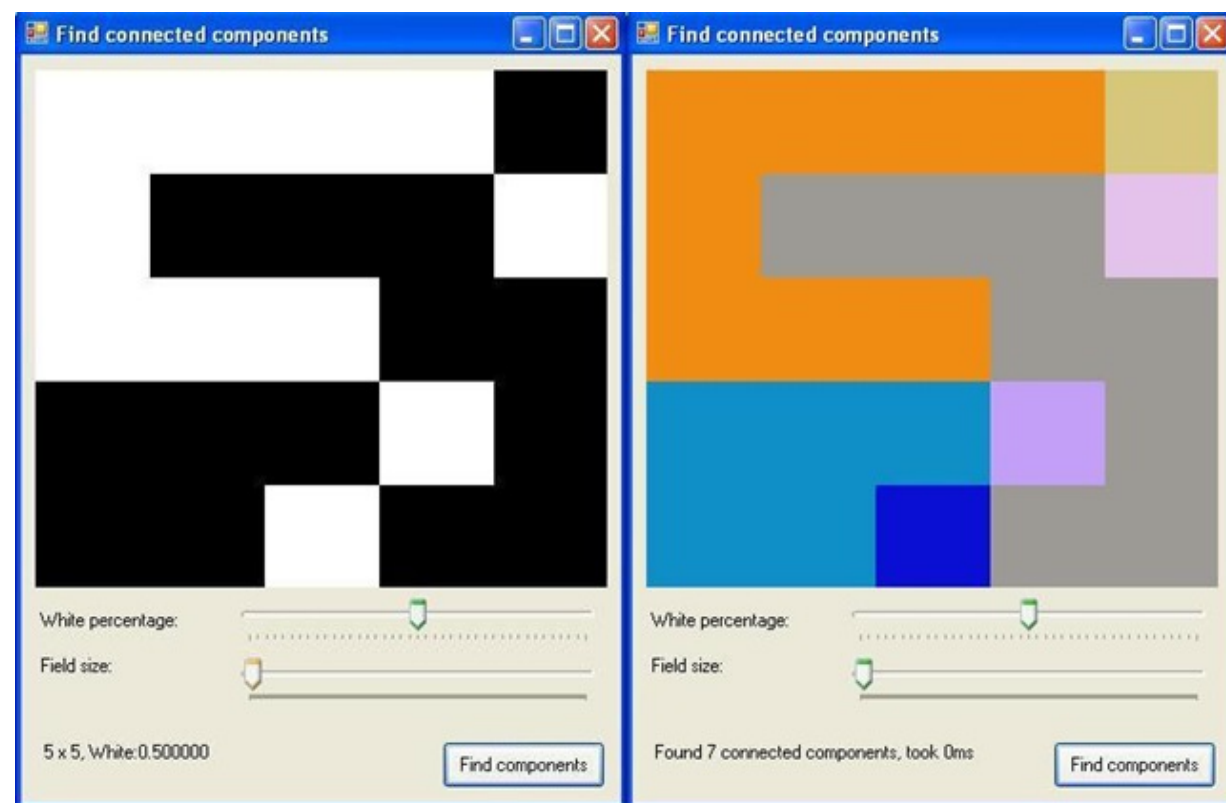 Find connected components
White percentage:
Field size:
5 x 5, White:0.500000
Find components
Find connected components
White percentage:
Field size:
Found 7 connected components, took 0ms
Find components